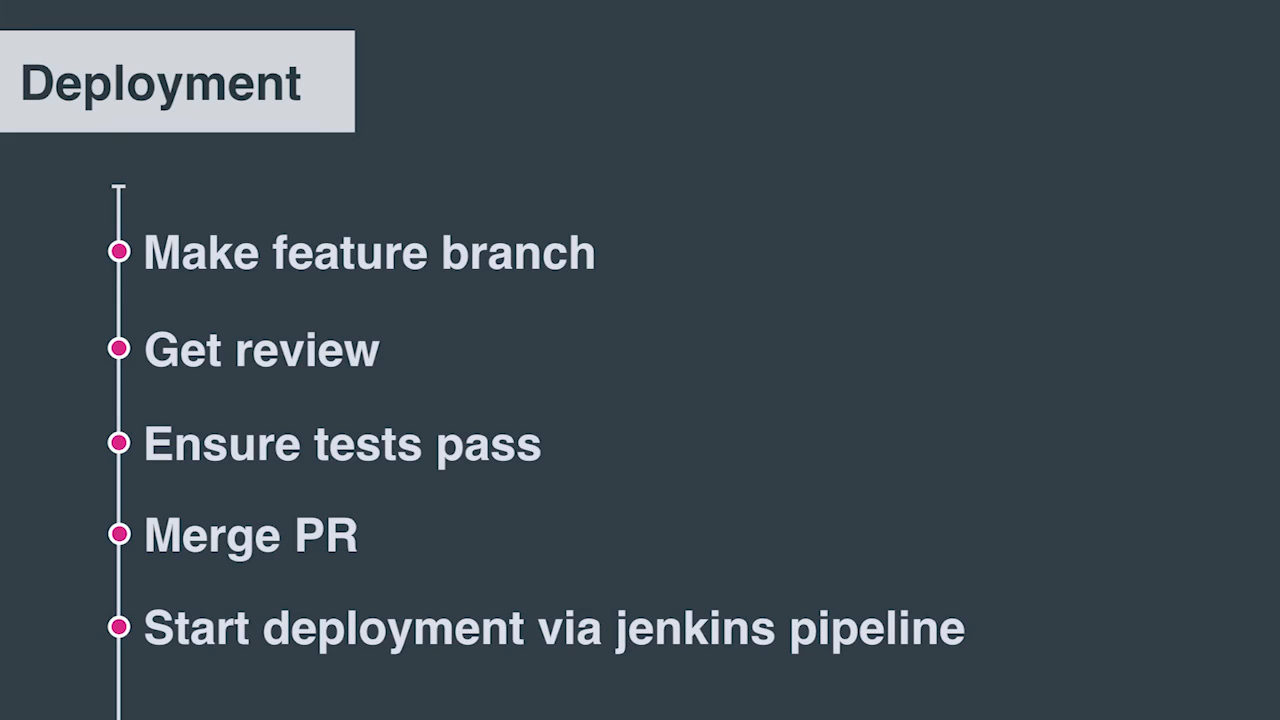 Deployment
Make feature branch
Get review
Ensure tests pass
Merge PR
Start deployment via jenkins pipeline